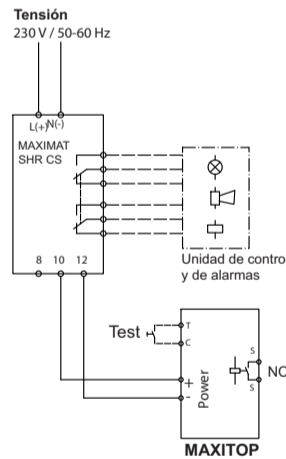 Tensión
230 V / 50-60 Hz
L(+) N(-)
MAXIMAT
SHR CS
Unidad de contro
y de alarmas
8 10 12
Test
T
C
+
-
Power
S
S
NC
MAXITOP